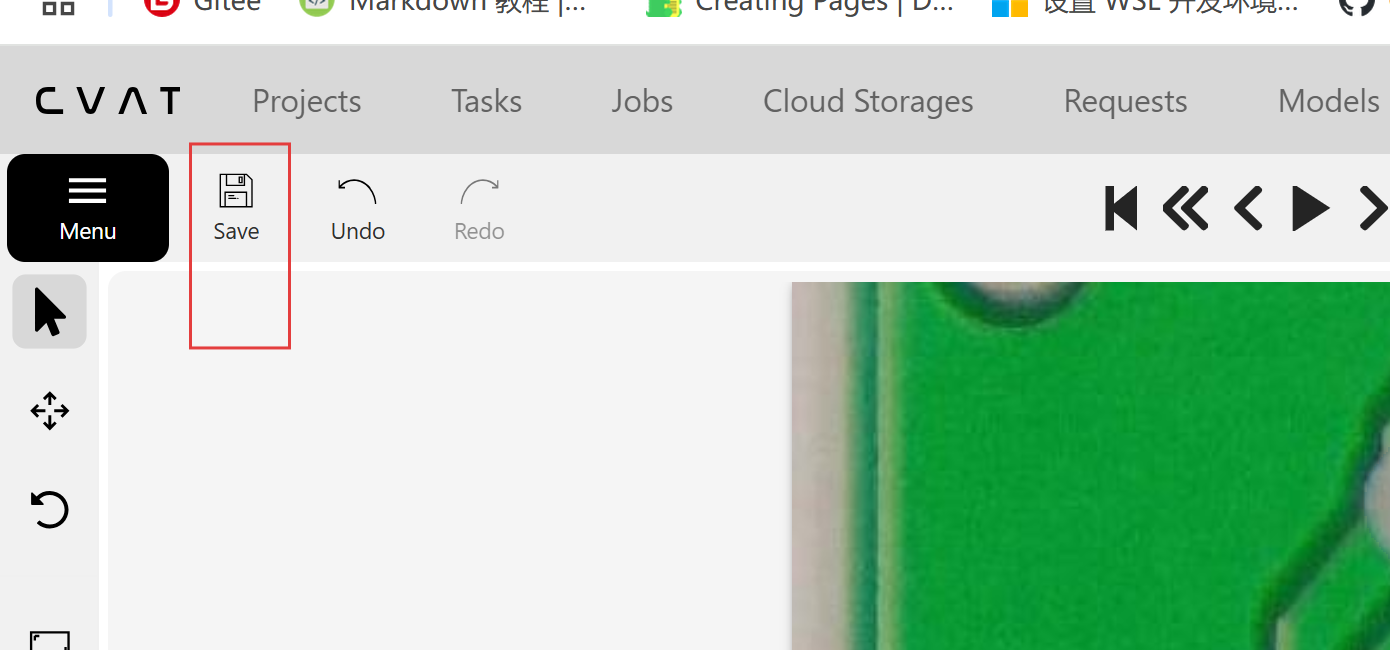 Gitee Markdown 教程 |... Creating Pages | D... 设置 WSL 开发环境...
CVAT Projects Tasks Jobs Cloud Storages Requests Models
Menu Save Undo Redo